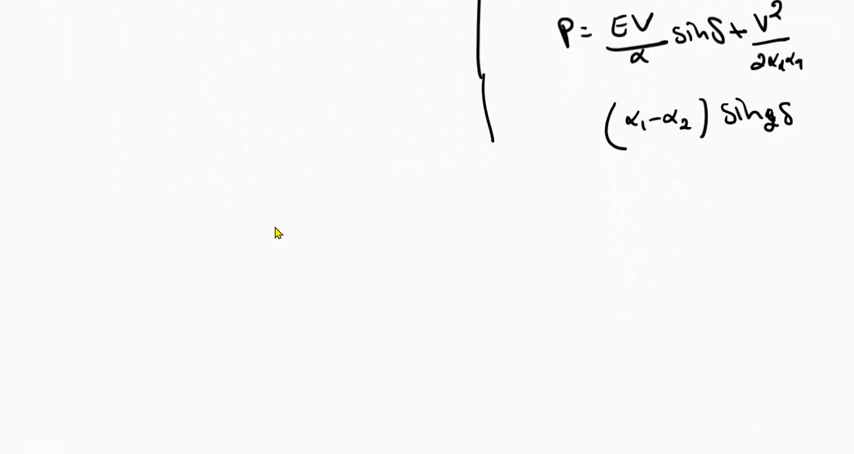 P = EV/α sinδ + V²/2α₁α₁
(α₁-α₂) sin2δ